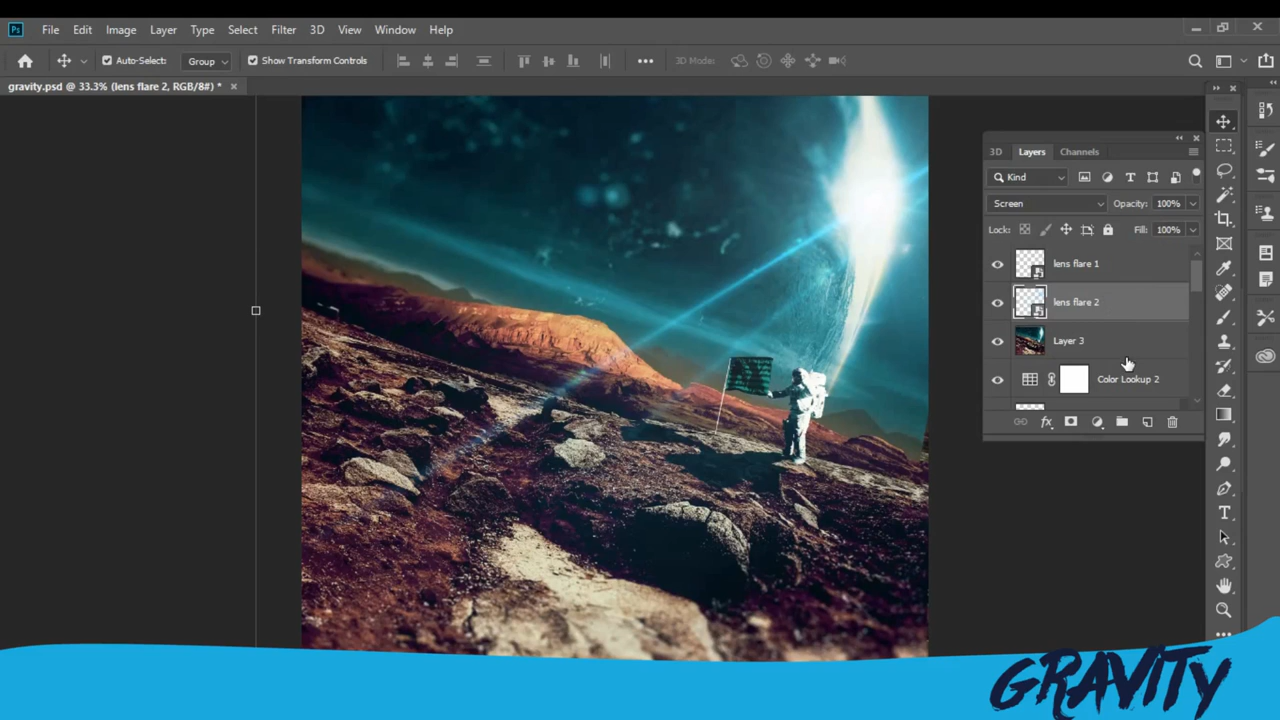 Ps File Edit Image Layer Type Select Filter 3D View Window Help
Auto-Select: Group Show Transform Controls 3D Mode:
gravity.psd @ 33.3% (lens flare 2, RGB/8#) * ×
3D Layers Channels
Kind
Screen Opacity: 100%
Lock: Fill: 100%
lens flare 1
lens flare 2
Layer 3
Color Lookup 2
fx
GRAVITY